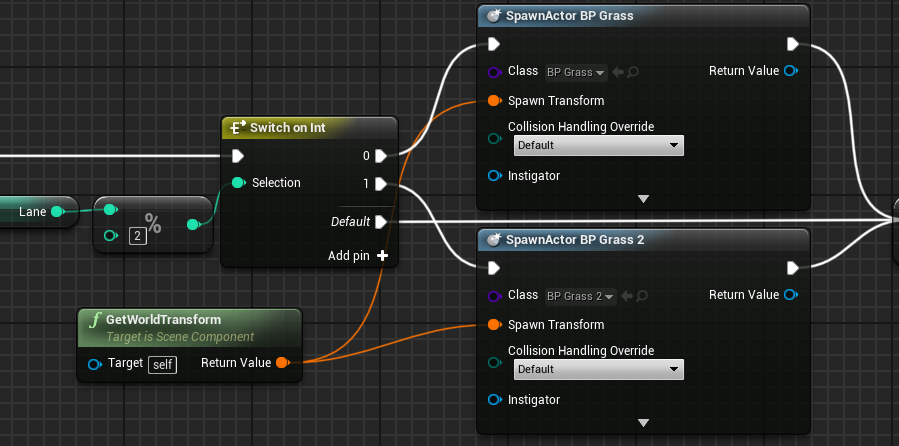 SpawnActor BP Grass
Class BP Grass Return Value
Spawn Transform
Collision Handling Override
Default
Instigator
Switch on Int
0
Selection 1
Default
Add pin
Lane
%
2
GetWorldTransform
Target is Scene Component
Target self Return Value
SpawnActor BP Grass 2
Class BP Grass 2 Return Value
Spawn Transform
Collision Handling Override
Default
Instigator